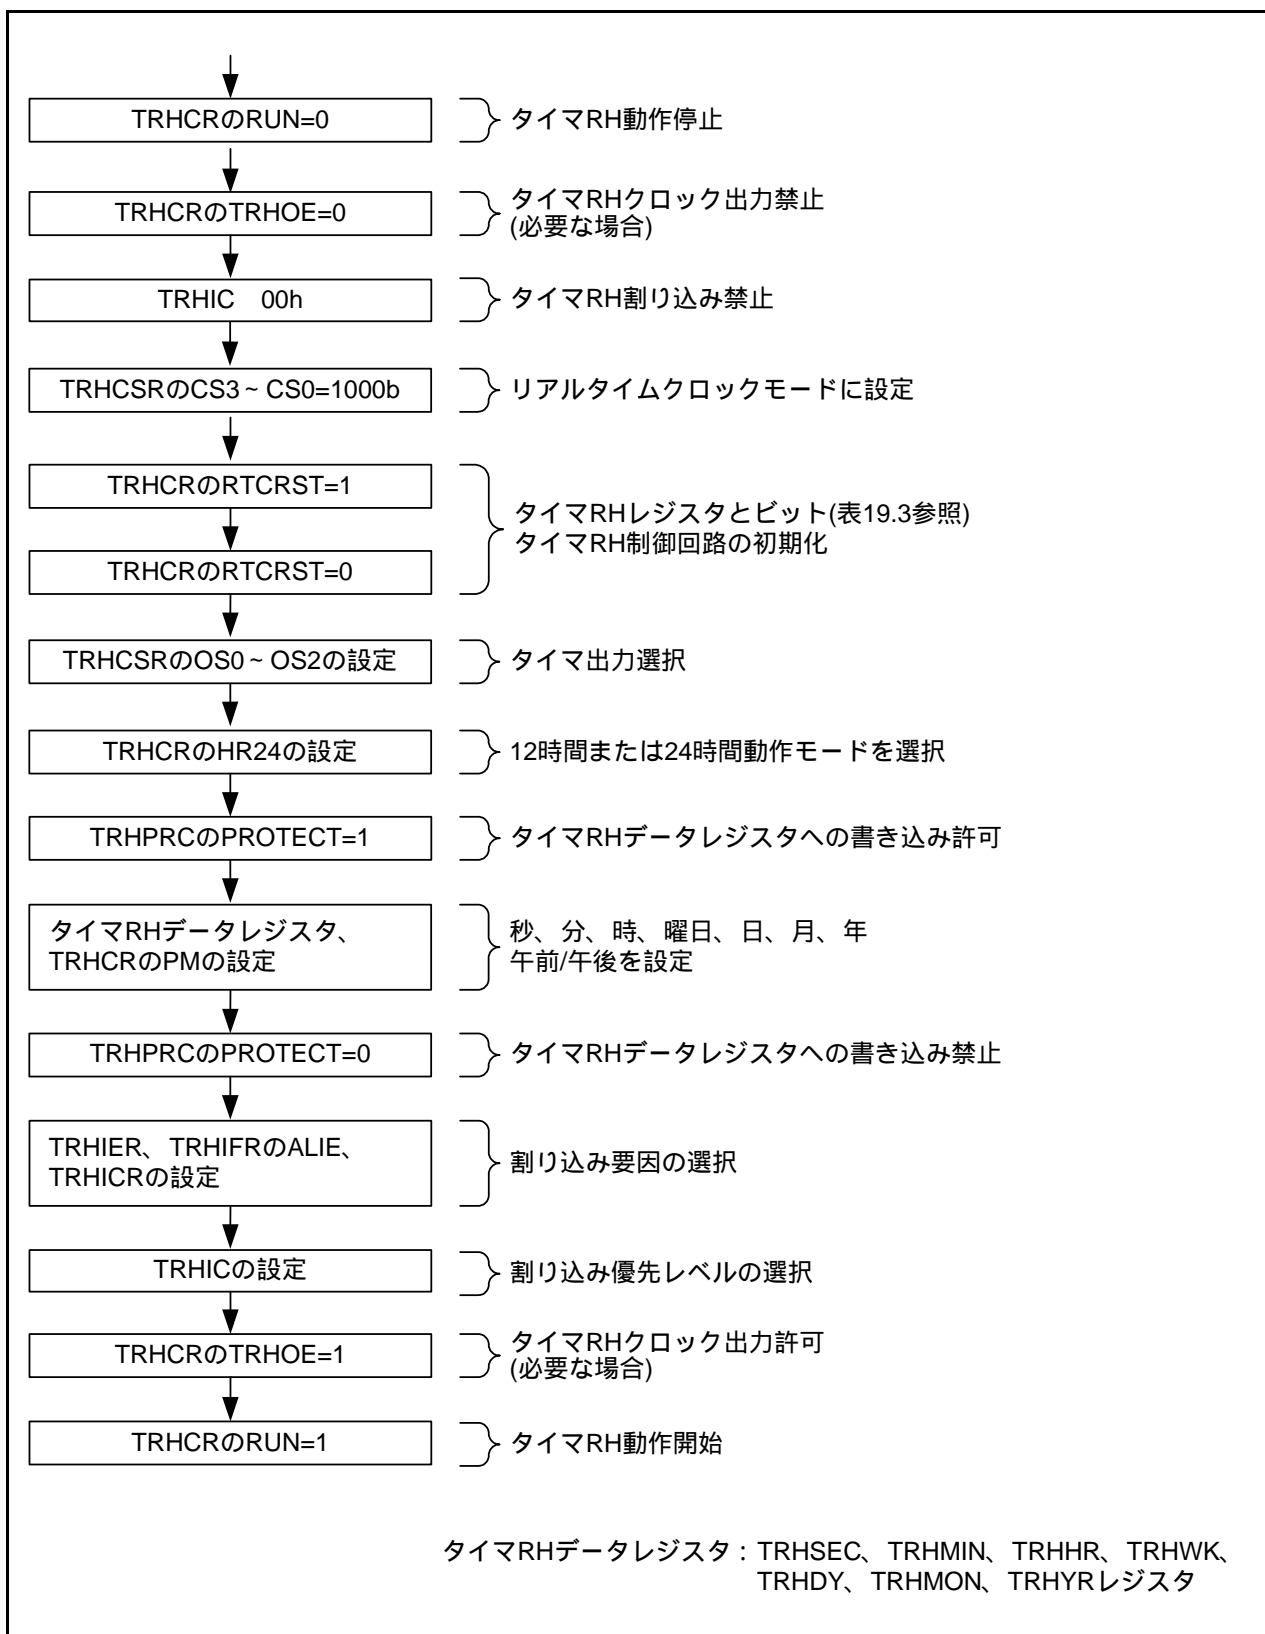 TRHCRのRUN=0
タイマRH動作停止
TRHCRのTRHOE=0
タイマRHクロック出力禁止
(必要な場合)
TRHIC 00h
タイマRH割り込み禁止
TRHCSRのCS3~CS0=1000b
リアルタイムクロックモードに設定
TRHCRのRTCRST=1
TRHCRのRTCRST=0
タイマRHレジスタとビット(表19.3参照)
タイマRH制御回路の初期化
TRHCSRのOS0~OS2の設定
タイマ出力選択
TRHCRのHR24の設定
12時間または24時間動作モードを選択
TRHPRCのPROTECT=1
タイマRHデータレジスタへの書き込み許可
タイマRHデータレジスタ、
TRHCRのPMの設定
秒、分、時、曜日、日、月、年
午前/午後を設定
TRHPRCのPROTECT=0
タイマRHデータレジスタへの書き込み禁止
TRHIER、TRHIFRのALIE、
TRHICRの設定
割り込み要因の選択
TRHICの設定
割り込み優先レベルの選択
TRHCRのTRHOE=1
タイマRHクロック出力許可
(必要な場合)
TRHCRのRUN=1
タイマRH動作開始
タイマRHデータレジスタ:TRHSEC、TRHMIN、TRHHR、TRHWK、
TRHDY、TRHMON、TRHYRレジスタ